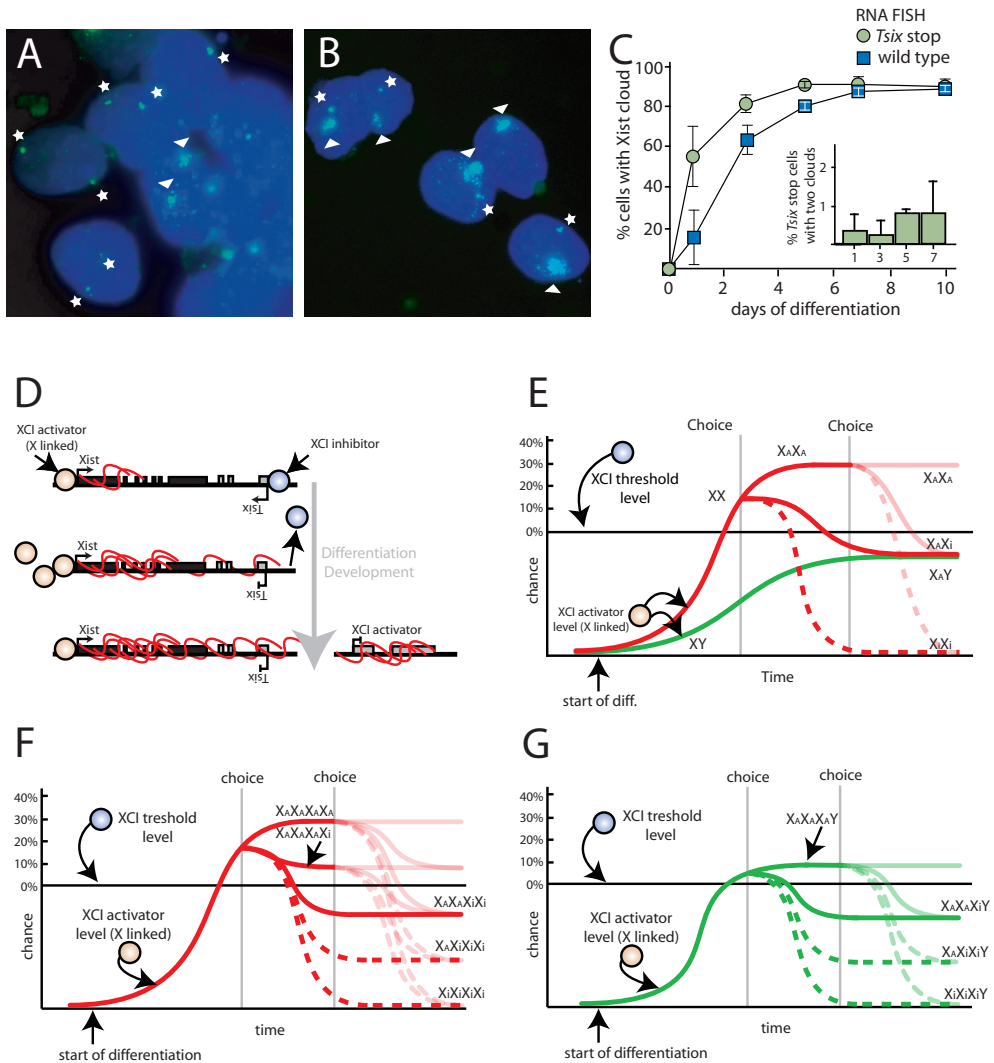 A
B
C
RNA FISH
Tsix stop
wild type
100
80
60
40
20
% cells with Xist cloud
0
2
4
6
8
10
days of differentiation
% Tsix stop cells
with two clouds
2
1
1
3
5
7
D
XCI activator
(X linked)
Xist
XCI inhibitor
Tsix
Xist
Differentiation
Development
Tsix
Xist
XCI activator
Tsix
E
Choice
Choice
40%
30%
20%
10%
0%
chance
XCI threshold
level
XX
XAXA
XAXA
XAXi
XAY
XCI activator
level (X linked)
XY
XiXi
Time
start of diff.
F
choice
choice
40%
30%
20%
10%
0%
chance
XCI treshold
level
XAXAXAXA
XAXAXAXi
XCI activator
level (X linked)
XAXAXiXi
XAXiXiXi
XiXiXiXi
time
start of differentiation
G
choice
choice
40%
30%
20%
10%
0%
chance
XCI treshold
level
XAXAXAY
XCI activator
level (X linked)
XAXAXiY
XAXiXiY
XiXiXiY
time
start of differentiation